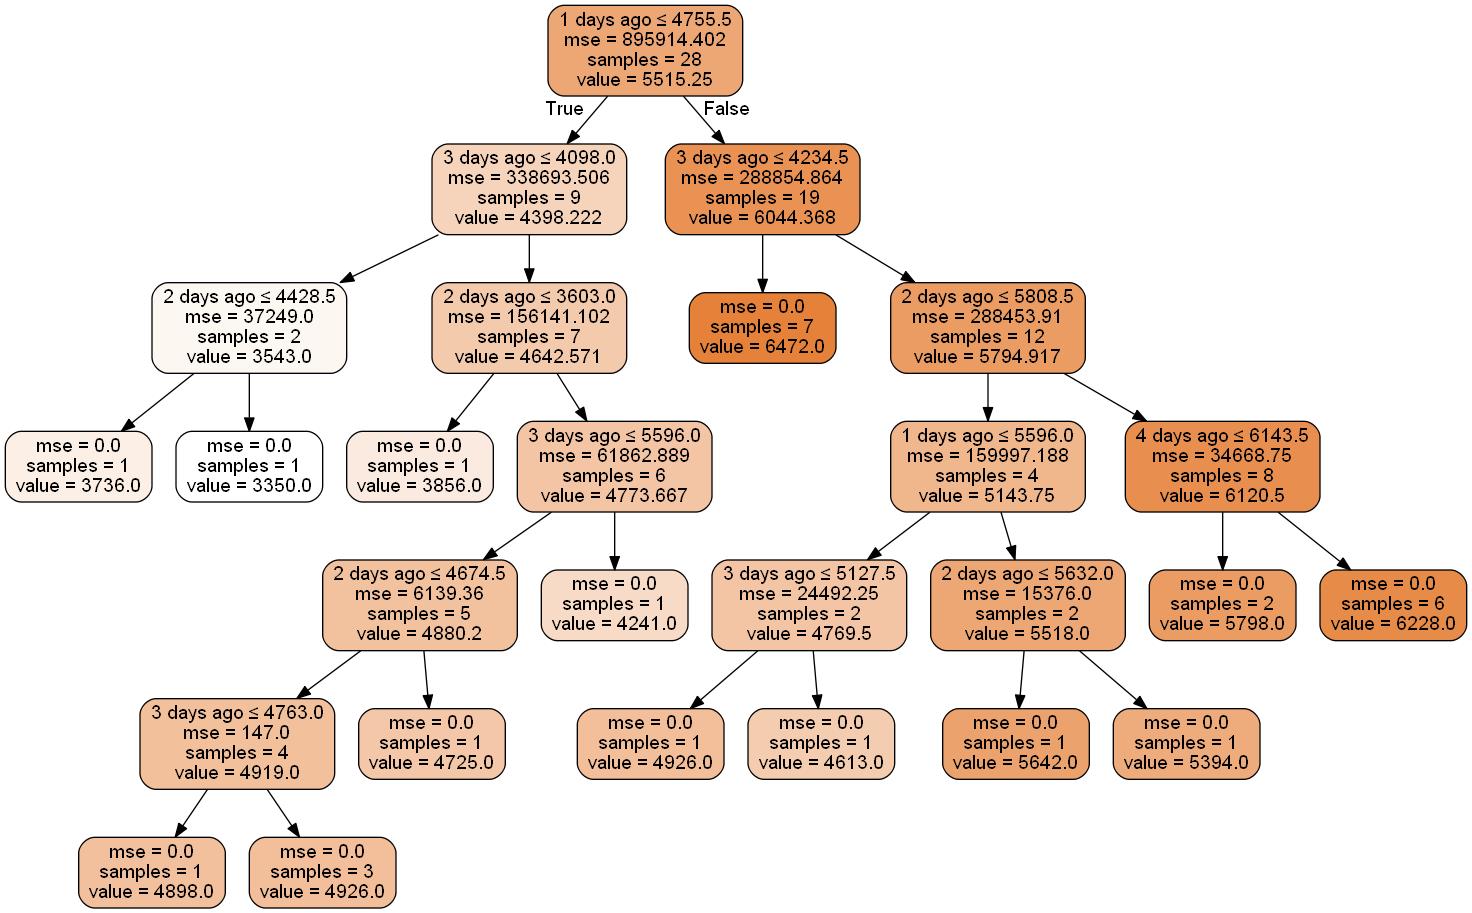 1 days ago ≤ 4755.5
mse = 895914.402
samples = 28
value = 5515.25
True
False
3 days ago ≤ 4098.0
mse = 338693.506
samples = 9
value = 4398.222
3 days ago ≤ 4234.5
mse = 288854.864
samples = 19
value = 6044.368
2 days ago ≤ 4428.5
mse = 37249.0
samples = 2
value = 3543.0
2 days ago ≤ 3603.0
mse = 156141.102
samples = 7
value = 4642.571
mse = 0.0
samples = 7
value = 6472.0
2 days ago ≤ 5808.5
mse = 288453.91
samples = 12
value = 5794.917
mse = 0.0
samples = 1
value = 3736.0
mse = 0.0
samples = 1
value = 3350.0
mse = 0.0
samples = 1
value = 3856.0
3 days ago ≤ 5596.0
mse = 61862.889
samples = 6
value = 4773.667
1 days ago ≤ 5596.0
mse = 159997.188
samples = 4
value = 5143.75
4 days ago ≤ 6143.5
mse = 34668.75
samples = 8
value = 6120.5
2 days ago ≤ 4674.5
mse = 6139.36
samples = 5
value = 4880.2
mse = 0.0
samples = 1
value = 4241.0
3 days ago ≤ 5127.5
mse = 24492.25
samples = 2
value = 4769.5
2 days ago ≤ 5632.0
mse = 15376.0
samples = 2
value = 5518.0
mse = 0.0
samples = 2
value = 5798.0
mse = 0.0
samples = 6
value = 6228.0
3 days ago ≤ 4763.0
mse = 147.0
samples = 4
value = 4919.0
mse = 0.0
samples = 1
value = 4725.0
mse = 0.0
samples = 1
value = 4926.0
mse = 0.0
samples = 1
value = 4613.0
mse = 0.0
samples = 1
value = 5642.0
mse = 0.0
samples = 1
value = 5394.0
mse = 0.0
samples = 1
value = 4898.0
mse = 0.0
samples = 3
value = 4926.0